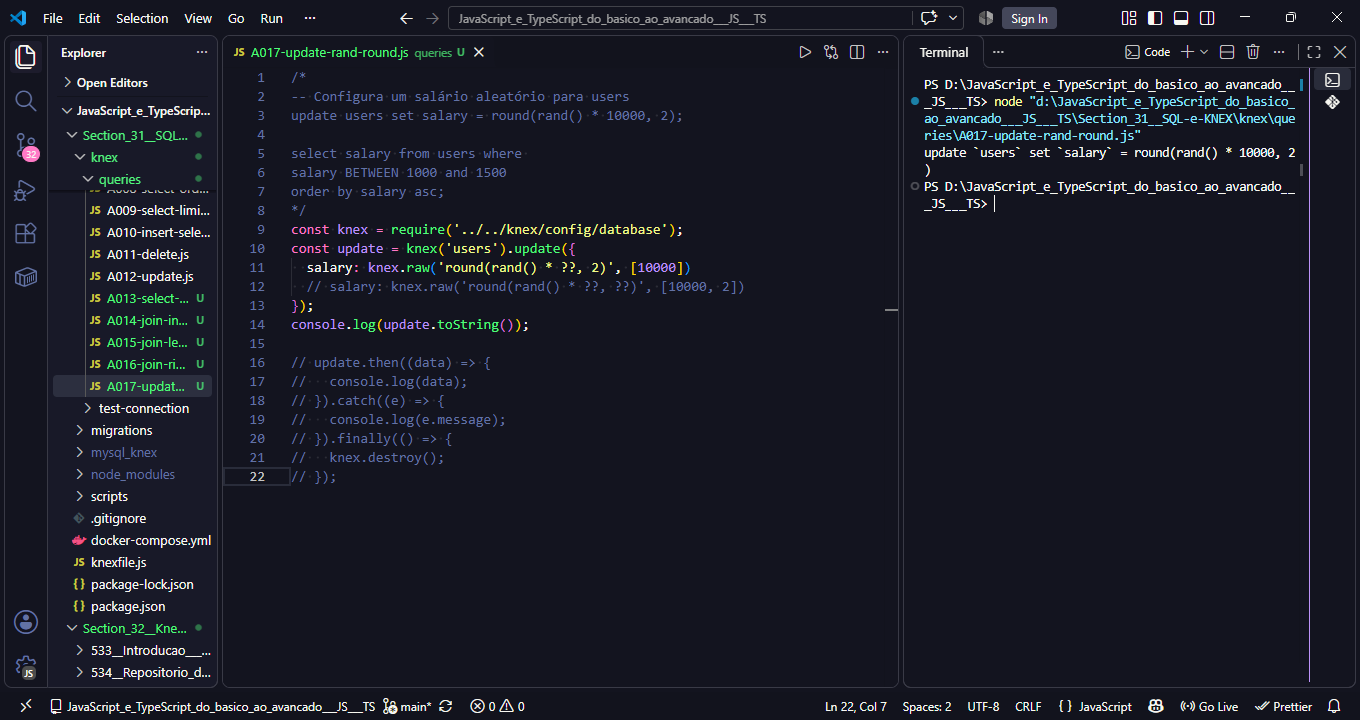 File Edit Selection View Go Run ··· JavaScript_e_TypeScript_do_basico_ao_avancado___JS___TS Sign In
Explorer ···
Open Editors
JavaScript_e_TypeScrip...
Section_31__SQL...
knex
queries
A009-select-limi...
A010-insert-sele...
A011-delete.js
A012-update.js
A013-select-... U
A014-join-in... U
A015-join-le... U
A016-join-ri... U
A017-updat... U
test-connection
migrations
mysql_knex
node_modules
scripts
.gitignore
docker-compose.yml
knexfile.js
package-lock.json
package.json
Section_32__Kne...
533__Introducao___...
534__Repositorio_d...
32
JS A017-update-rand-round.js queries U
1 /*
2 -- Configura um salário aleatório para users
3 update users set salary = round(rand() * 10000, 2);
4
5 select salary from users where
6 salary BETWEEN 1000 and 1500
7 order by salary asc;
8 */
9 const knex = require('../../knex/config/database');
10 const update = knex('users').update({
11   salary: knex.raw('round(rand() * ??, 2)', [10000])
12   // salary: knex.raw('round(rand() * ??, ??)', [10000, 2])
13 });
14 console.log(update.toString());
15
16 // update.then((data) => {
17 //   console.log(data);
18 // }).catch((e) => {
19 //   console.log(e.message);
20 // }).finally(() => {
21 //   knex.destroy();
22 // });
Terminal ··· Code
PS D:\JavaScript_e_TypeScript_do_basico_ao_avancado__
_JS___TS> node "d:\JavaScript_e_TypeScript_do_basico_
ao_avancado___JS___TS\Section_31__SQL-e-KNEX\knex\que
ries\A017-update-rand-round.js"
update `users` set `salary` = round(rand() * 10000, 2
)
PS D:\JavaScript_e_TypeScript_do_basico_ao_avancado__
_JS___TS>
JavaScript_e_TypeScript_do_basico_ao_avancado___JS___TS main* 0 0 Ln 22, Col 7 Spaces: 2 UTF-8 CRLF {} JavaScript Go Live Prettier